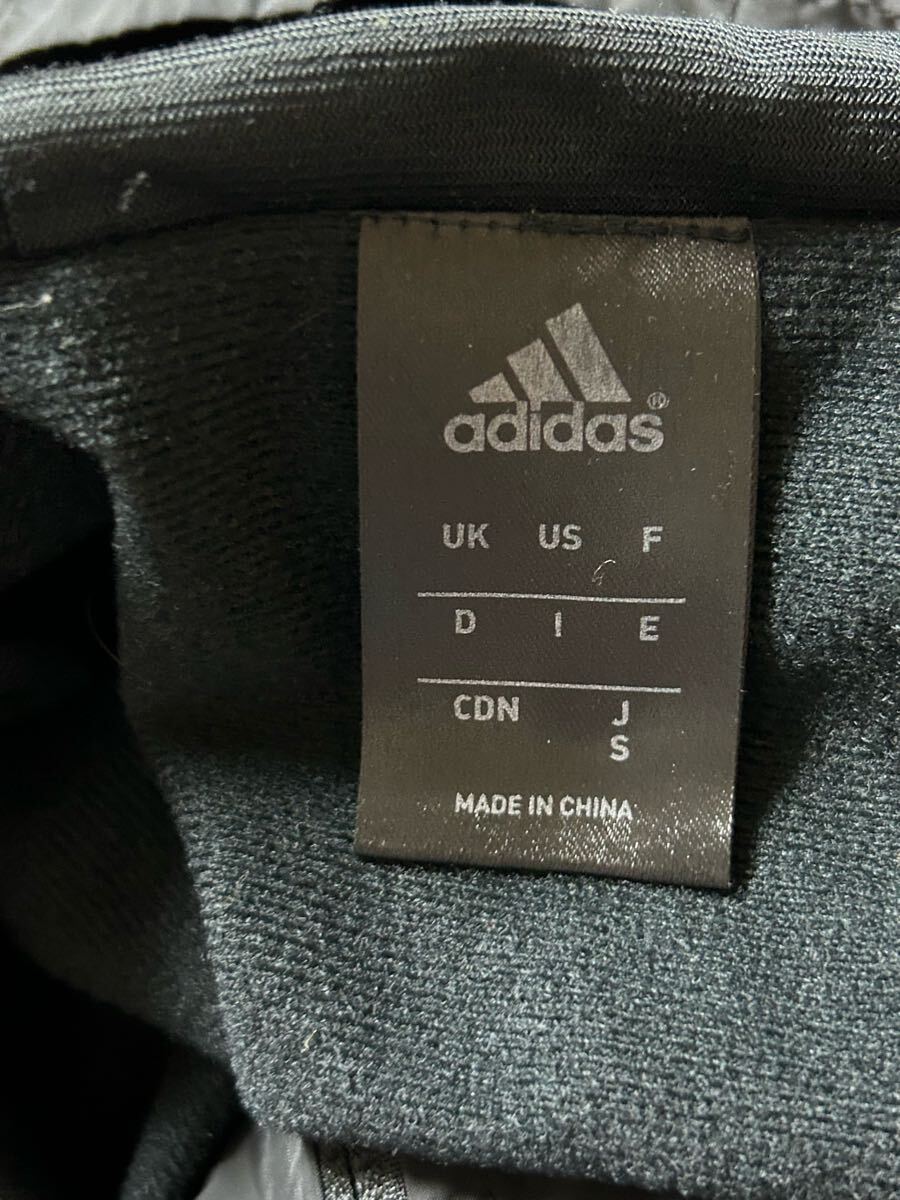 adidas®
UK US F
D I E
CDN J
S
MADE IN CHINA